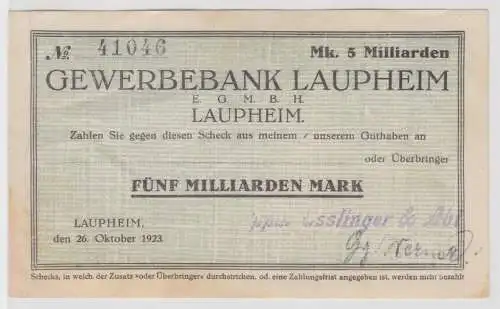 № 41046 Mk. 5 Milliarden
GEWERBEBANK LAUPHEIM
E. G. M. B. H.
LAUPHEIM.
Zahlen Sie gegen diesen Scheck aus meinem / unserem Guthaben an
oder Überbringer
FÜNF MILLIARDEN MARK
LAUPHEIM,
den 26. Oktober 1923.
Esslinger &
Schecks, in welch. der Zusatz »oder Überbringer« durchstrichen, od. eine Zahlungsfrist angegeben ist, werden nicht bezahlt